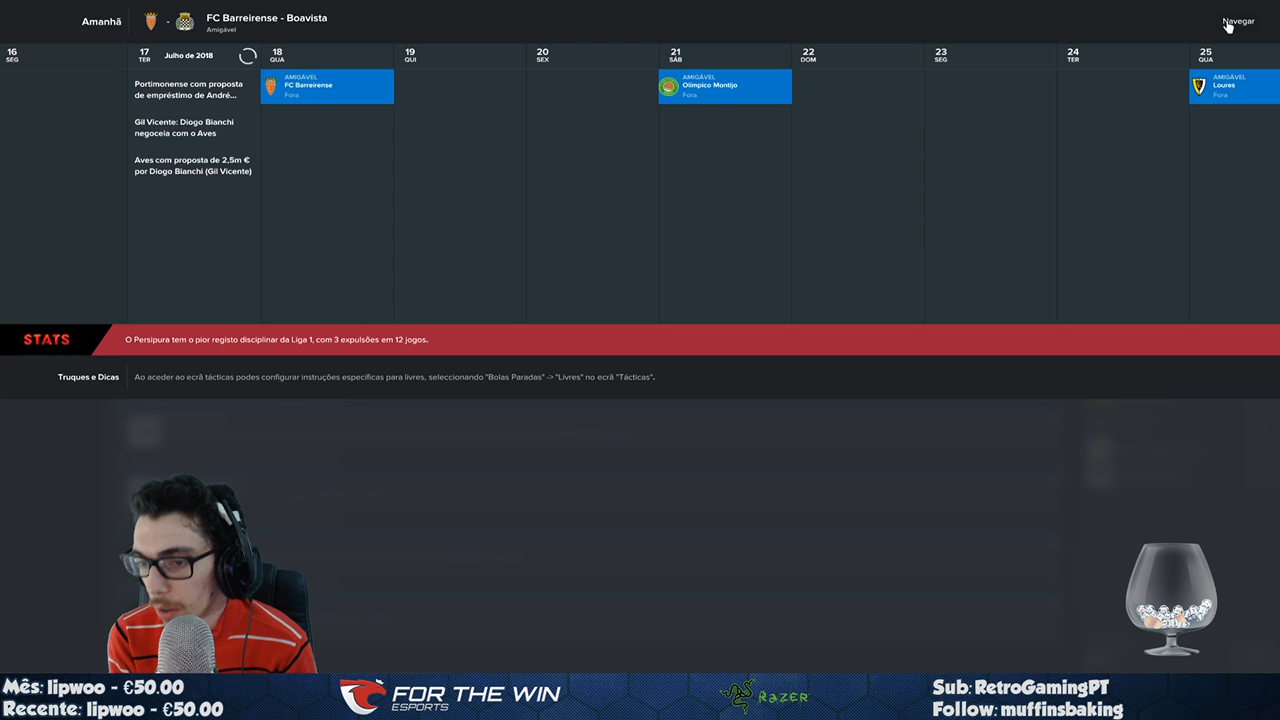 Amanhã
FC Barreirense - Boavista
Amigável
Navegar
16
SEG
17
TER
Julho de 2018
18
QUA
19
QUI
20
SEX
21
SÁB
22
DOM
23
SEG
24
TER
25
QUA
Portimonense com proposta
de empréstimo de André...
Gil Vicente: Diogo Bianchi
negoceia com o Aves
Aves com proposta de 2,5m €
por Diogo Bianchi (Gil Vicente)
AMIGÁVEL
FC Barreirense
Fora
AMIGÁVEL
Olímpico Montijo
Fora
AMIGÁVEL
Loures
Fora
STATS
O Persipura tem o pior registo disciplinar da Liga 1, com 3 expulsões em 12 jogos.
Truques e Dicas
Ao aceder ao ecrã tácticas podes configurar instruções específicas para livres, seleccionando "Bolas Paradas" -> "Livres" no ecrã "Tácticas".
Mês: lipwoo - €50.00
Recente: lipwoo - €50.00
FOR THE WIN
ESPORTS
RAZER
Sub: RetroGamingPT
Follow: muffinsbaking